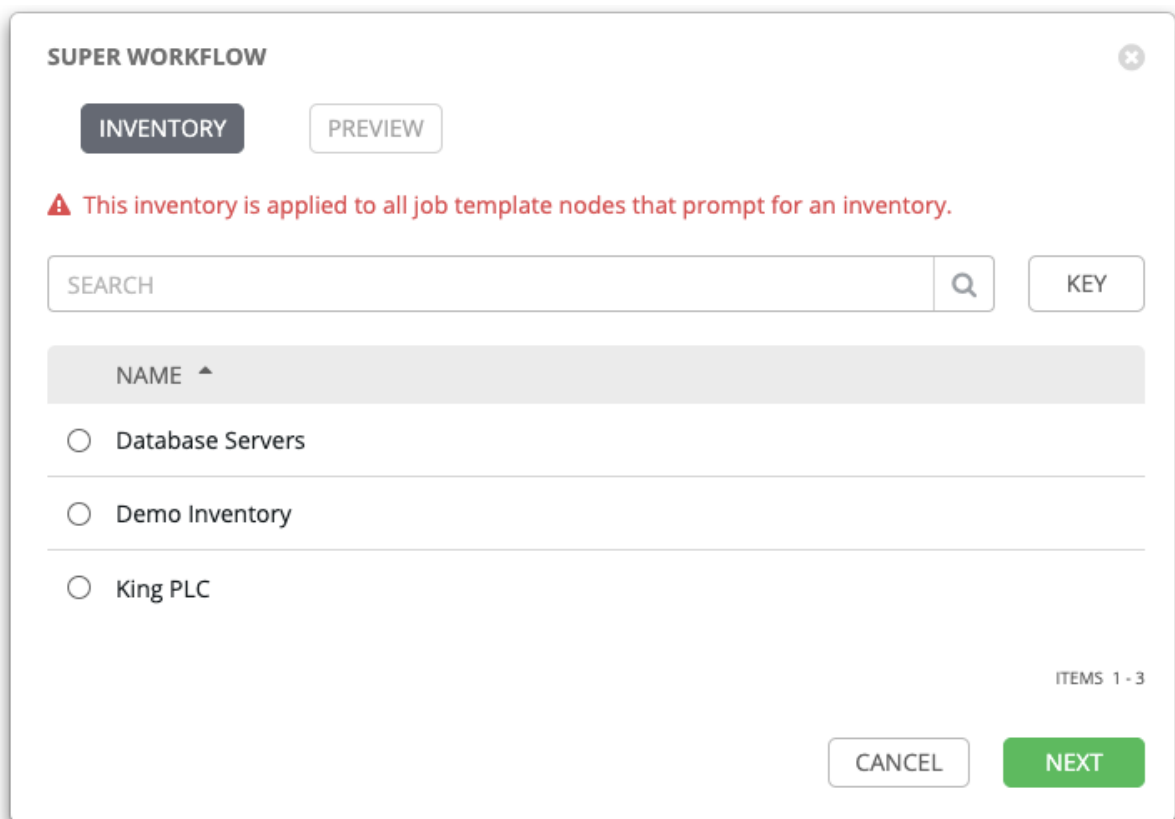 SUPER WORKFLOW
INVENTORY PREVIEW
This inventory is applied to all job template nodes that prompt for an inventory.
SEARCH KEY
NAME
Database Servers
Demo Inventory
King PLC
ITEMS 1 - 3
CANCEL NEXT